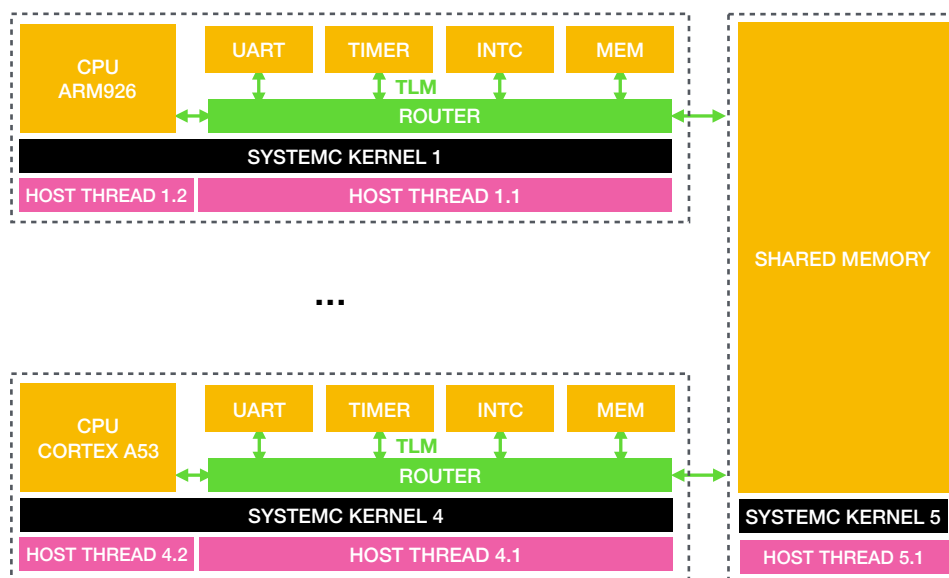 CPU
ARM926
UART
TIMER
INTC
MEM
TLM
ROUTER
SYSTEMC KERNEL 1
HOST THREAD 1.2
HOST THREAD 1.1
SHARED MEMORY
...
CPU
CORTEX A53
UART
TIMER
INTC
MEM
TLM
ROUTER
SYSTEMC KERNEL 4
HOST THREAD 4.2
HOST THREAD 4.1
SYSTEMC KERNEL 5
HOST THREAD 5.1